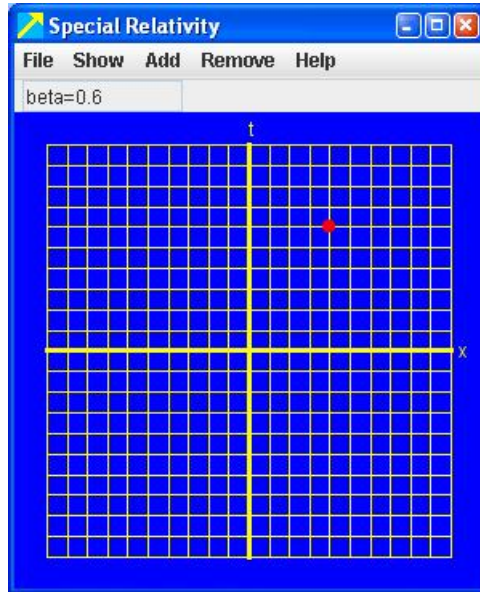 Special Relativity
File Show Add Remove Help
beta=0.6
t
x